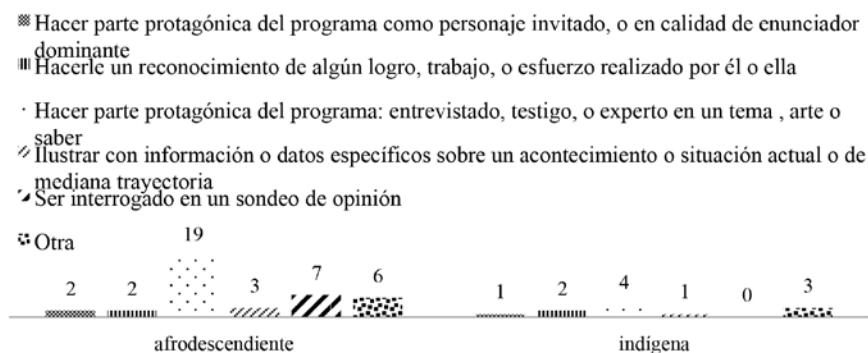 Hacer parte protagónica del programa como personaje invitado, o en calidad de enunciador
dominante
Hacerle un reconocimiento de algún logro, trabajo, o esfuerzo realizado por él o ella
Hacer parte protagónica del programa: entrevistado, testigo, o experto en un tema , arte o
saber
Ilustrar con información o datos específicos sobre un acontecimiento o situación actual o de
mediana trayectoria
Ser interrogado en un sondeo de opinión
Otra
2 2 19 3 7 6 1 2 4 1 0 3
afrodescendiente indígena